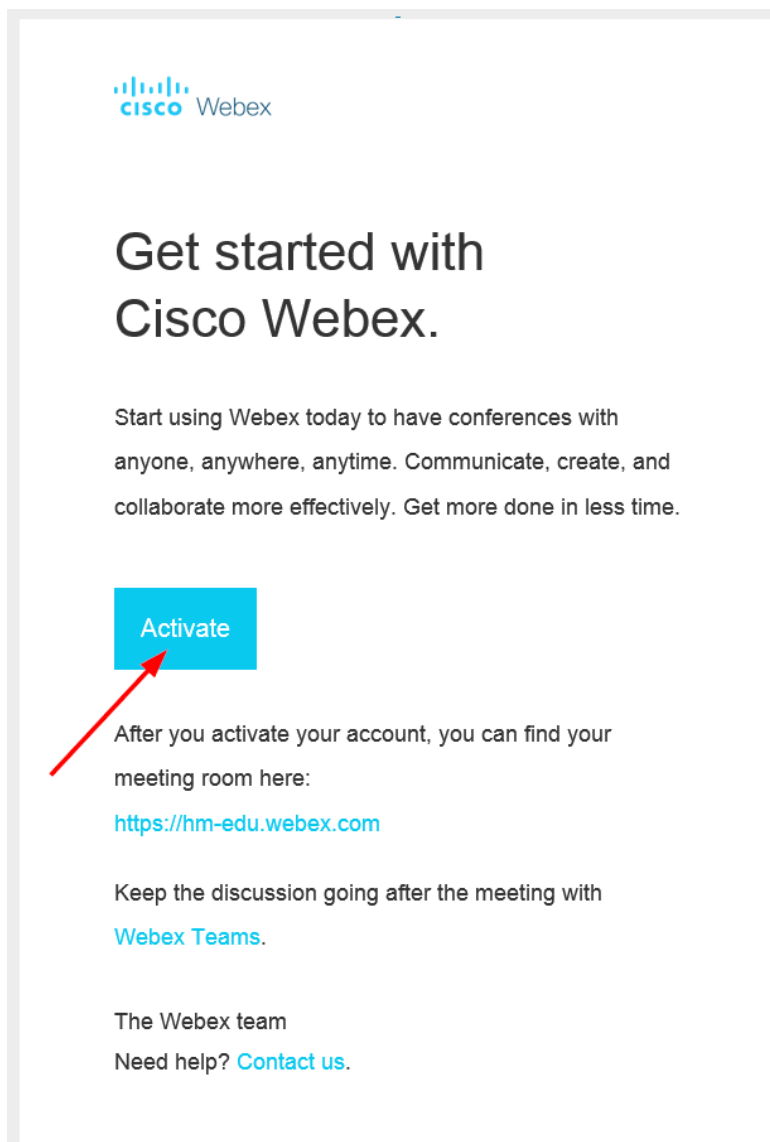 cisco Webex
Get started with
Cisco Webex.
Start using Webex today to have conferences with
anyone, anywhere, anytime. Communicate, create, and
collaborate more effectively. Get more done in less time.
Activate
After you activate your account, you can find your
meeting room here:
https://hm-edu.webex.com
Keep the discussion going after the meeting with
Webex Teams.
The Webex team
Need help? Contact us.